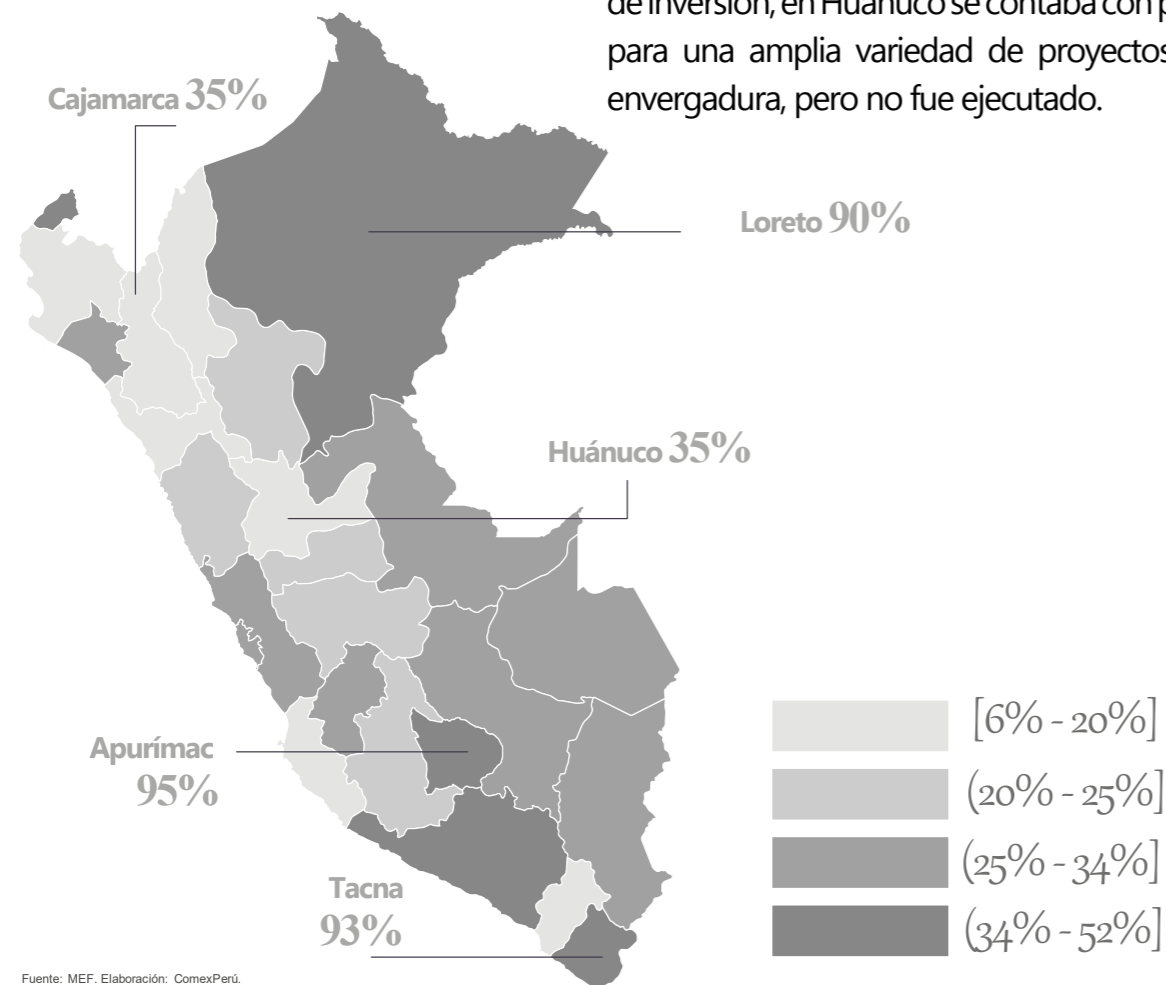 de inversión, en Huánuco se contaba con
para una amplia variedad de proyectos
envergadura, pero no fue ejecutado.
Cajamarca 35%
Loreto 90%
Huánuco 35%
Apurímac
95%
Tacna
93%
[6% - 20%]
(20% - 25%]
(25% - 34%]
(34% - 52%]
Fuente: MEF. Elaboración: ComexPerú.